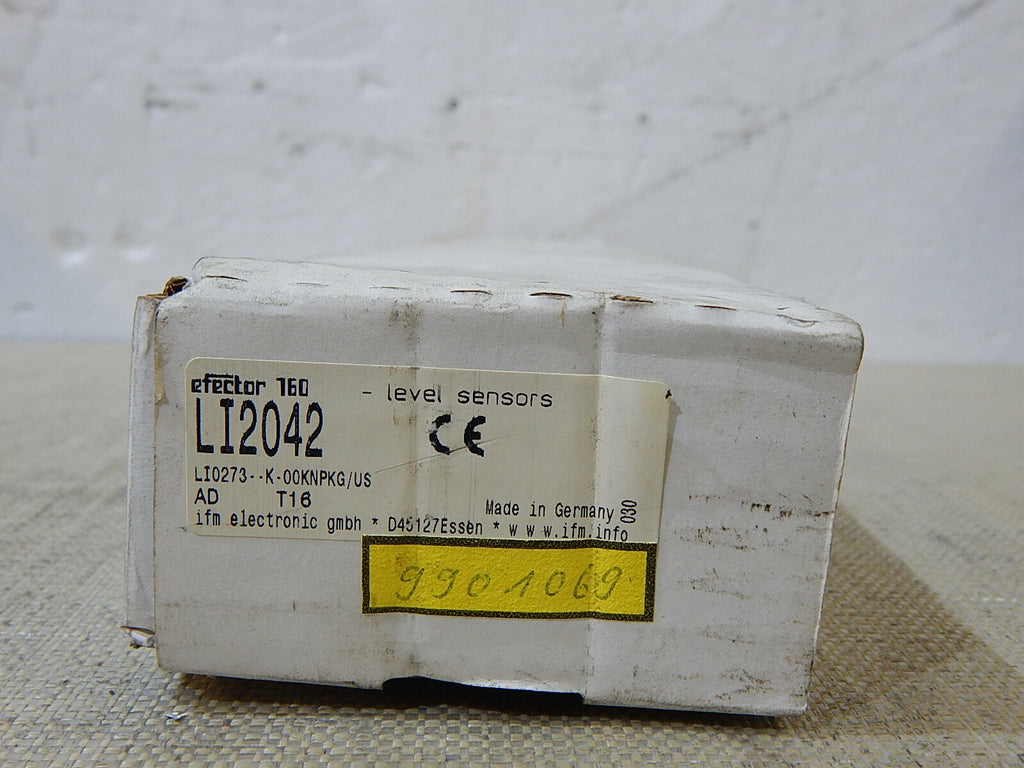 efector 160 - level sensors
LI2042
CE
LI0273--K-00KNPKG/US
AD T16
Made in Germany 030
ifm electronic gmbh * D45127Essen * www.ifm.info
9901069